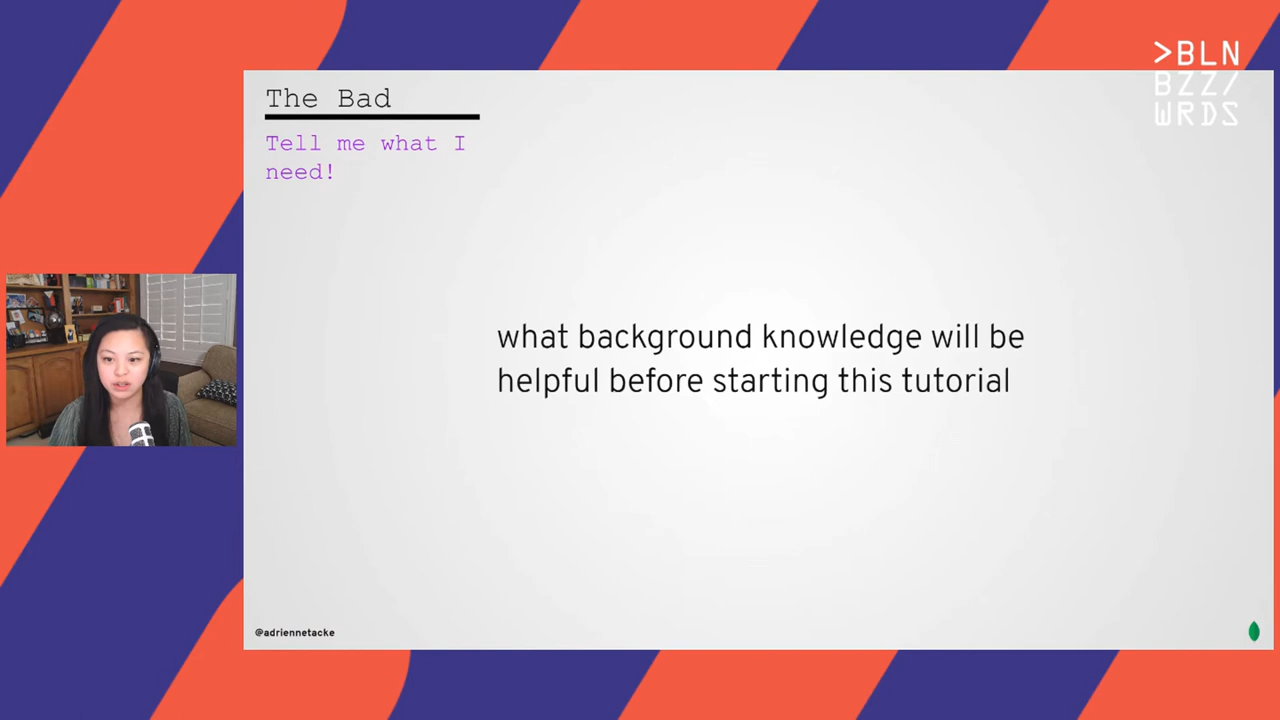 >BLN
BZZ/
WRDS
The Bad
Tell me what I
need!
what background knowledge will be
helpful before starting this tutorial
@adriennetacke